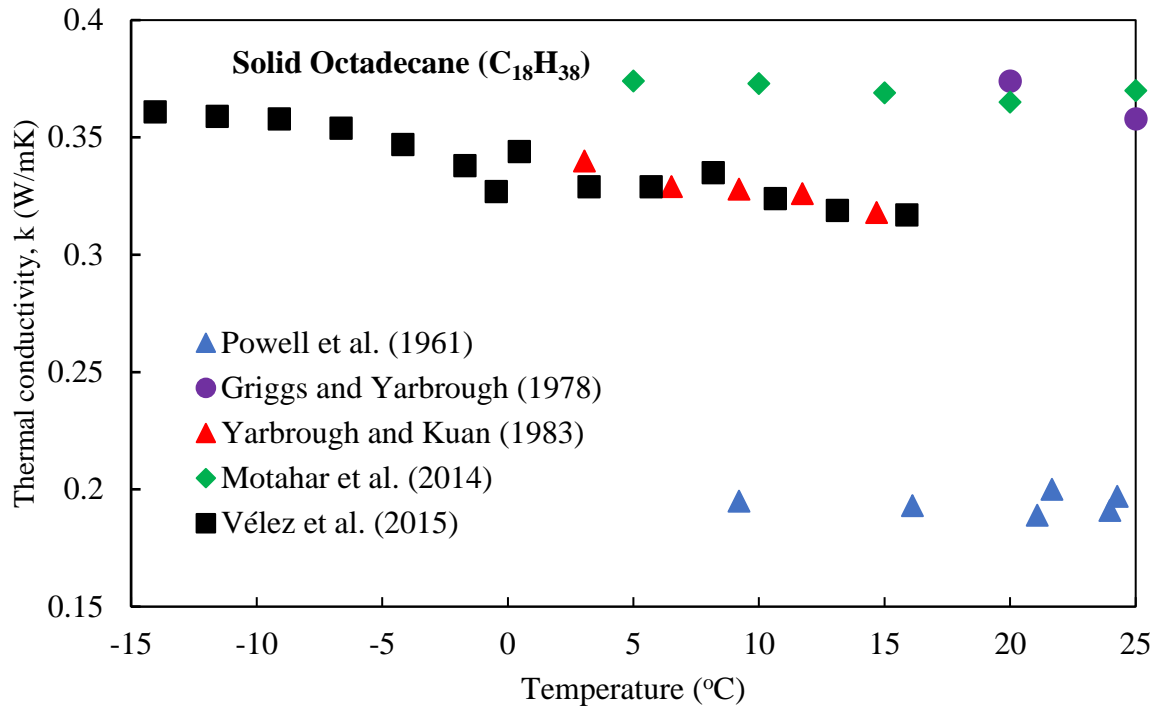 0.4
Solid Octadecane (C₁₈H₃₈)
0.35
0.3
0.25
0.2
0.15
Thermal conductivity, k (W/mK)
Powell et al. (1961)
Griggs and Yarbrough (1978)
Yarbrough and Kuan (1983)
Motahar et al. (2014)
Vélez et al. (2015)
-15 -10 -5 0 5 10 15 20 25
Temperature (ºC)